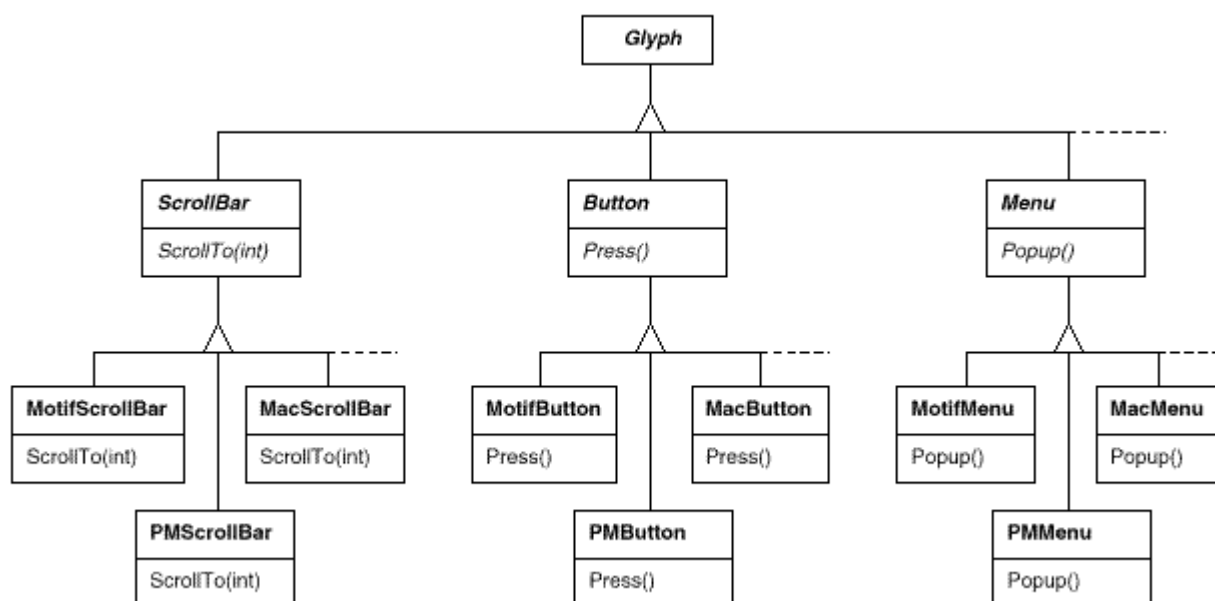 Glyph
ScrollBar
ScrollTo(int)
Button
Press()
Menu
Popup()
MotifScrollBar
ScrollTo(int)
MacScrollBar
ScrollTo(int)
PMScrollBar
ScrollTo(int)
MotifButton
Press()
MacButton
Press()
PMButton
Press()
MotifMenu
Popup()
MacMenu
Popup()
PMMenu
Popup()